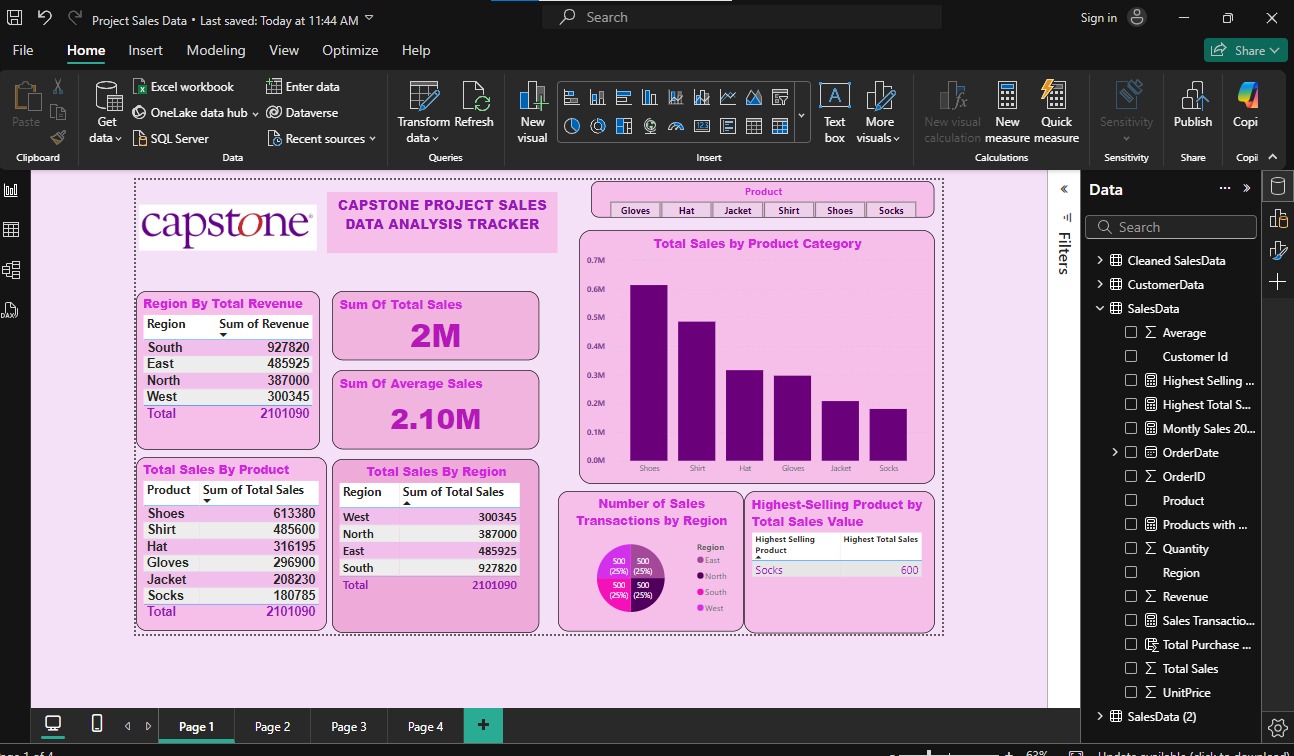 Project Sales Data • Last saved: Today at 11:44 AM
Search
Sign in
File Home Insert Modeling View Optimize Help
Share
Paste
Clipboard
Get data
Excel workbook
OneLake data hub
SQL Server
Enter data
Dataverse
Recent sources
Data
Transform data
Refresh
Queries
New visual
Text box
More visuals
Insert
New visual calculation
New measure
Quick measure
Calculations
Sensitivity
Sensitivity
Publish
Share
Copi
Copil
capstone
CAPSTONE PROJECT SALES
DATA ANALYSIS TRACKER
Product
Gloves Hat Jacket Shirt Shoes Socks
Region By Total Revenue
Region Sum of Revenue
South 927820
East 485925
North 387000
West 300345
Total 2101090
Sum Of Total Sales
2M
Sum Of Average Sales
2.10M
Total Sales by Product Category
0.7M
0.6M
0.5M
0.4M
0.3M
0.2M
0.1M
0.0M
Shoes Shirt Hat Gloves Jacket Socks
Total Sales By Product
Product Sum of Total Sales
Shoes 613380
Shirt 485600
Hat 316195
Gloves 296900
Jacket 208230
Socks 180785
Total 2101090
Total Sales By Region
Region Sum of Total Sales
West 300345
North 387000
East 485925
South 927820
Total 2101090
Number of Sales
Transactions by Region
500 (25%)
500 (25%)
500 (25%)
500 (25%)
Region
East
North
South
West
Highest-Selling Product by
Total Sales Value
Highest Selling Product Highest Total Sales
Socks 600
Filters
Data
Search
Cleaned SalesData
CustomerData
SalesData
Average
Customer Id
Highest Selling ...
Highest Total S...
Montly Sales 20...
OrderDate
OrderID
Product
Products with ...
Quantity
Region
Revenue
Sales Transactio...
Total Purchase ...
Total Sales
UnitPrice
SalesData (2)
DAX
Page 1 Page 2 Page 3 Page 4
63%
Update available (click to download)